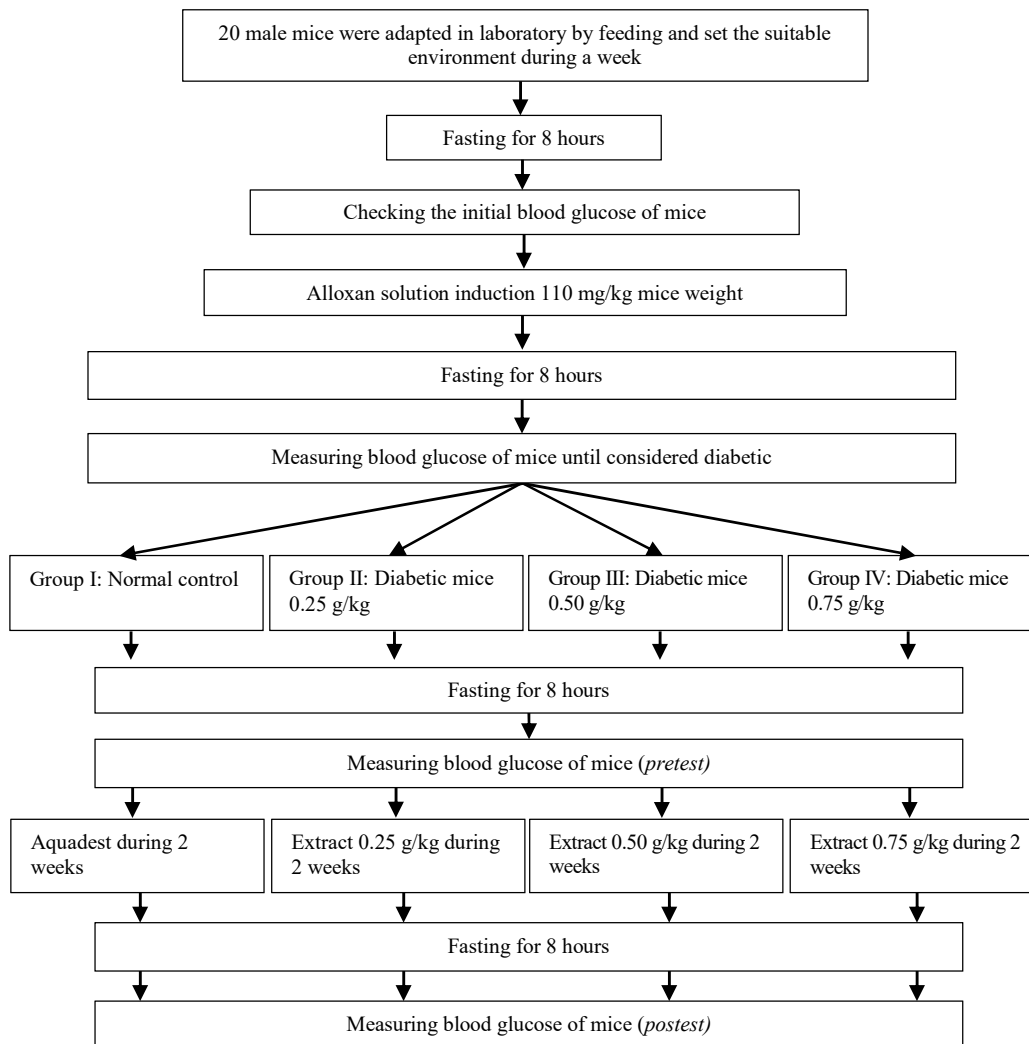 20 male mice were adapted in laboratory by feeding and set the suitable
environment during a week
Fasting for 8 hours
Checking the initial blood glucose of mice
Alloxan solution induction 110 mg/kg mice weight
Fasting for 8 hours
Measuring blood glucose of mice until considered diabetic
Group I: Normal control
Group II: Diabetic mice
0.25 g/kg
Group III: Diabetic mice
0.50 g/kg
Group IV: Diabetic mice
0.75 g/kg
Fasting for 8 hours
Measuring blood glucose of mice (pretest)
Aquadest during 2
weeks
Extract 0.25 g/kg during
2 weeks
Extract 0.50 g/kg during 2
weeks
Extract 0.75 g/kg during 2
weeks
Fasting for 8 hours
Measuring blood glucose of mice (postest)